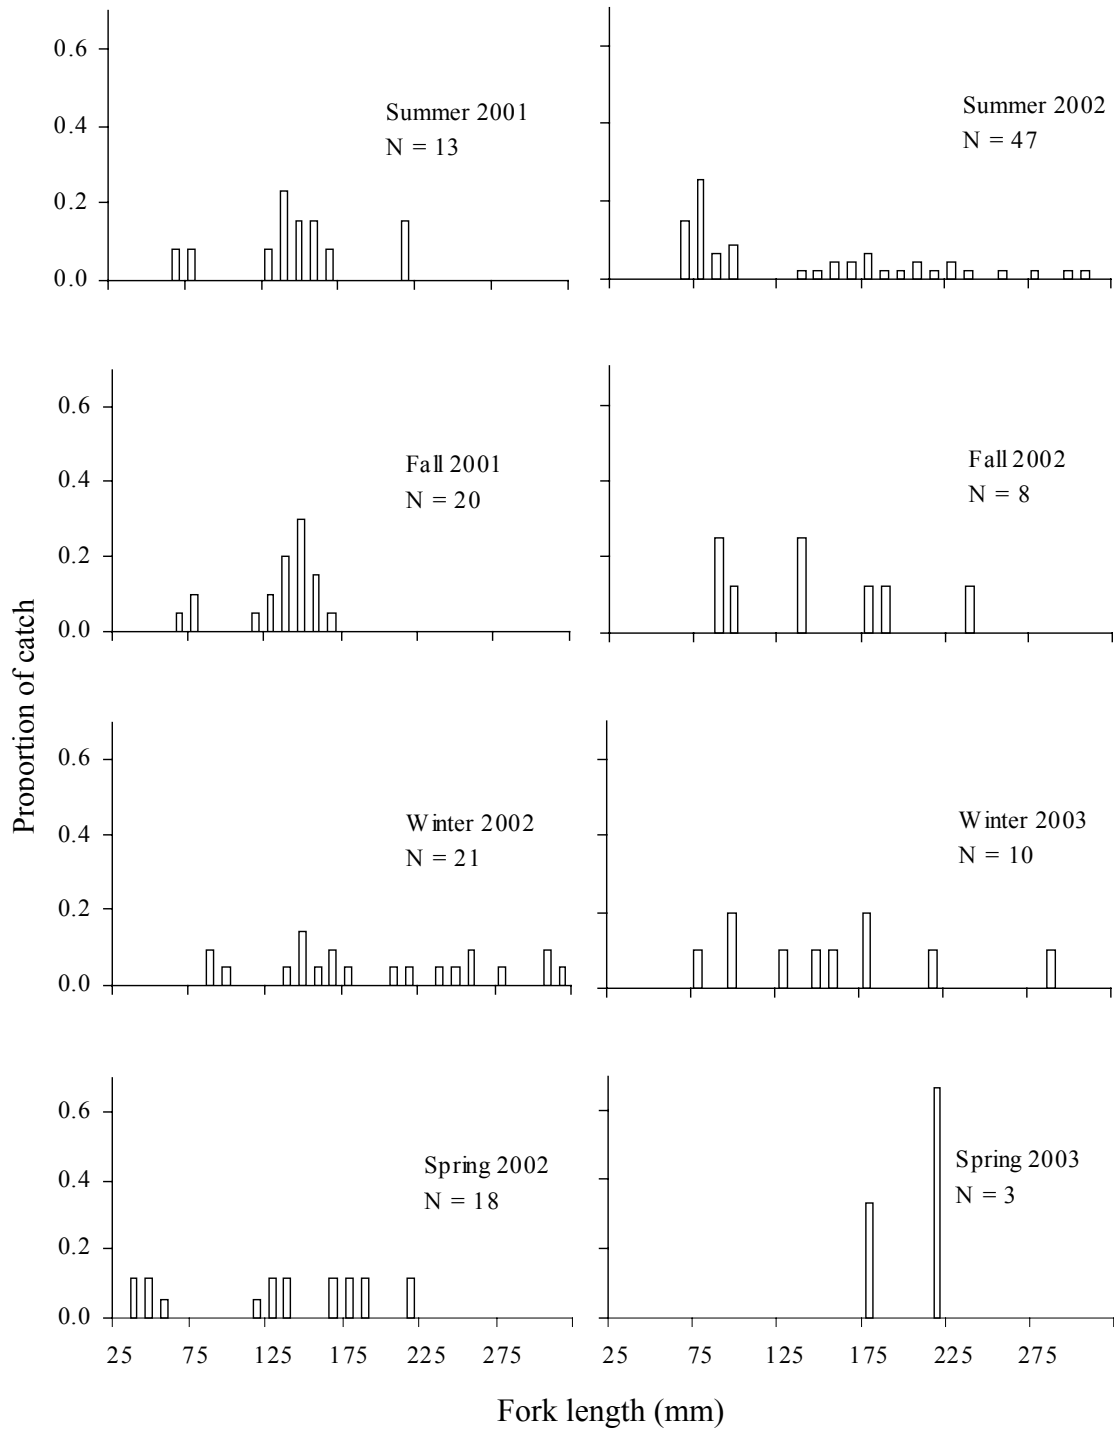 0.6
0.4
0.2
0.0
Summer 2001
N = 13
Summer 2002
N = 47
0.6
0.4
0.2
0.0
Fall 2001
N = 20
Fall 2002
N = 8
Proportion of catch
0.6
0.4
0.2
0.0
Winter 2002
N = 21
Winter 2003
N = 10
0.6
0.4
0.2
0.0
Spring 2002
N = 18
Spring 2003
N = 3
25 75 125 175 225 275
25 75 125 175 225 275
Fork length (mm)